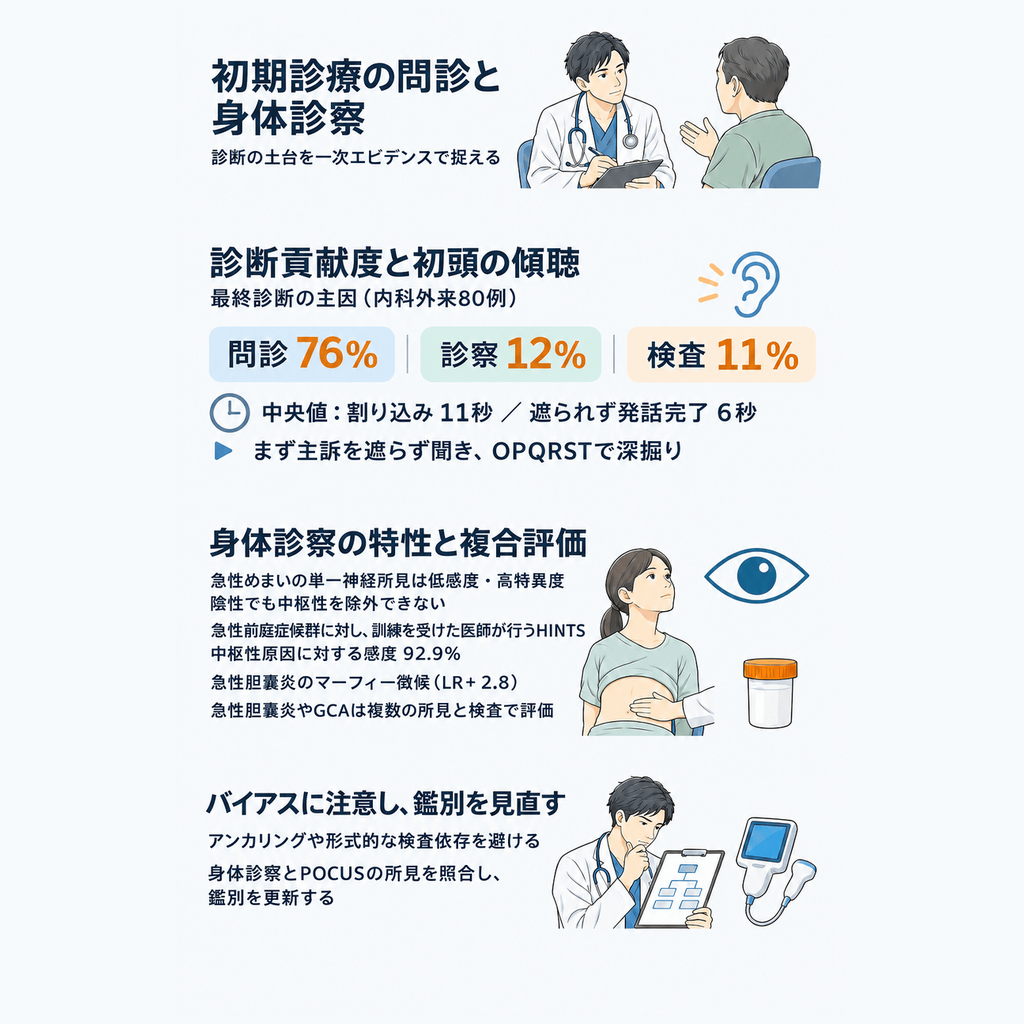 初期診療の問診と
身体診察
診断の土台を一次エビデンスで捉える
診断貢献度と初頭の傾聴
最終診断の主因（内科外来80例）
問診 76% 診察 12% 検査 11%
中央値：割り込み 11秒 ／ 遮られず発話完了 6秒
まず主訴を遮らず聞き、OPQRSTで深掘り
身体診察の特性と複合評価
急性めまいの単一神経所見は低感度・高特異度
陰性でも中枢性を除外できない
急性前庭症候群に対し、訓練を受けた医師が行うHINTS
中枢性原因に対する感度 92.9%
急性胆嚢炎のマーフィー徴候（LR+ 2.8）
急性胆嚢炎やGCAは複数の所見と検査で評価
バイアスに注意し、鑑別を見直す
アンカリングや形式的な検査依存を避ける
身体診察とPOCUSの所見を照合し、
鑑別を更新する